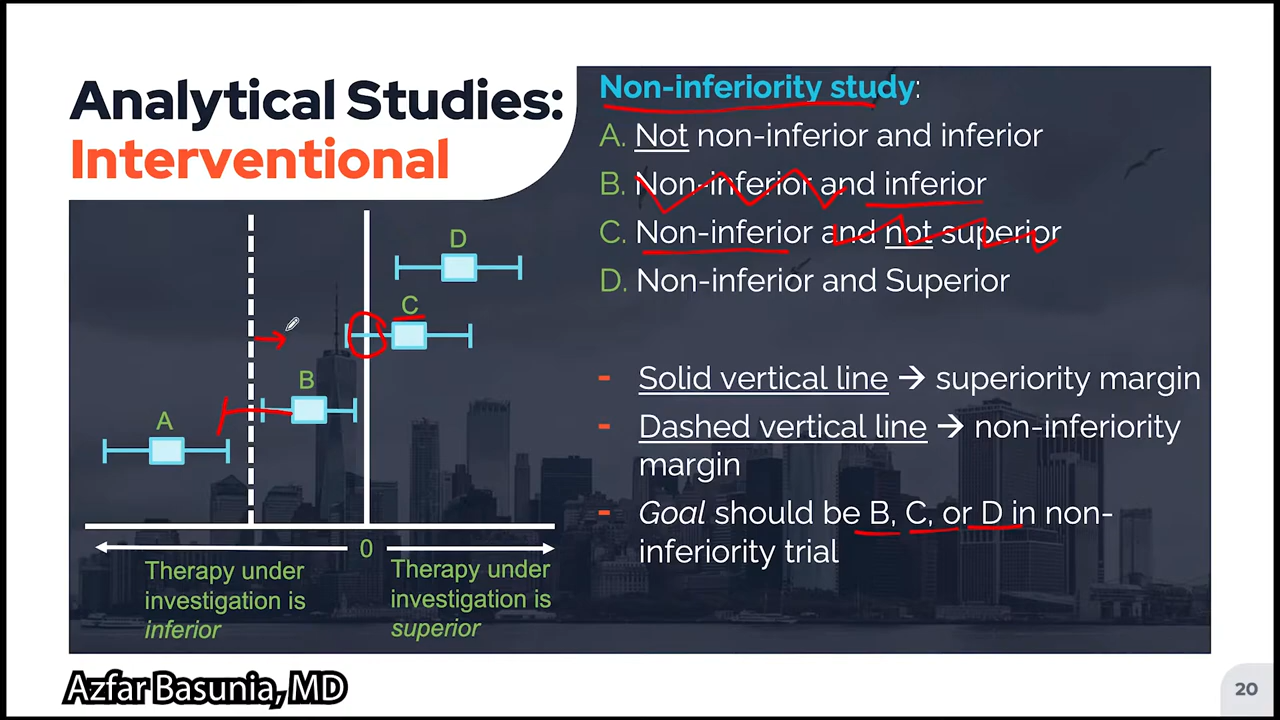 Analytical Studies:
Interventional
Non-inferiority study:
A. Not non-inferior and inferior
B. Non-inferior and inferior
C. Non-inferior and not superior
D. Non-inferior and Superior
D
C
B
A
0
Therapy under
investigation is
inferior
Therapy under
investigation is
superior
- Solid vertical line → superiority margin
- Dashed vertical line → non-inferiority
margin
- Goal should be B, C, or D in non-
inferiority trial
Azfar Basunia, MD
20